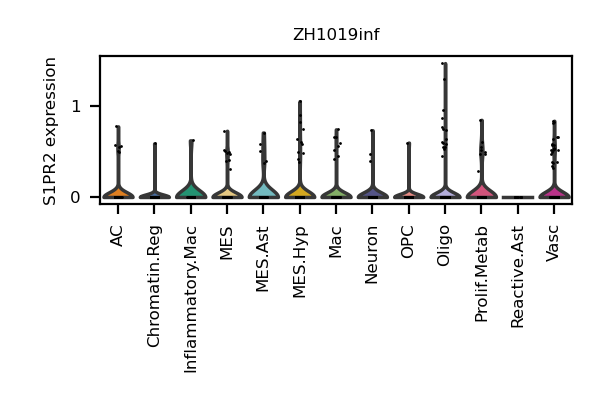 ZH1019inf
S1PR2 expression
1
0
AC
Chromatin.Reg
Inflammatory.Mac
MES
MES.Ast
MES.Hyp
Mac
Neuron
OPC
Oligo
Prolif.Metab
Reactive.Ast
Vasc